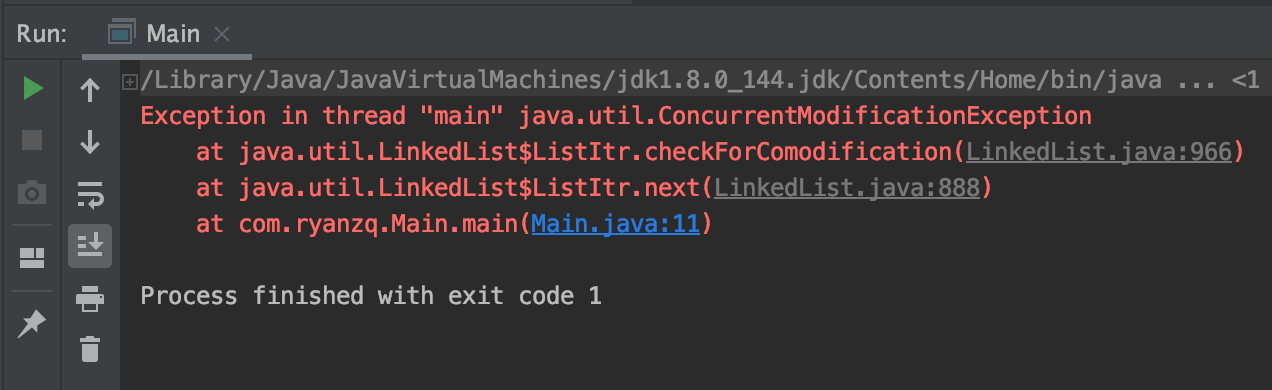 Run: Main
/Library/Java/JavaVirtualMachines/jdk1.8.0_144.jdk/Contents/Home/bin/java ... <1
Exception in thread "main" java.util.ConcurrentModificationException
    at java.util.LinkedList$ListItr.checkForComodification(LinkedList.java:966)
    at java.util.LinkedList$ListItr.next(LinkedList.java:888)
    at com.ryanzq.Main.main(Main.java:11)
Process finished with exit code 1